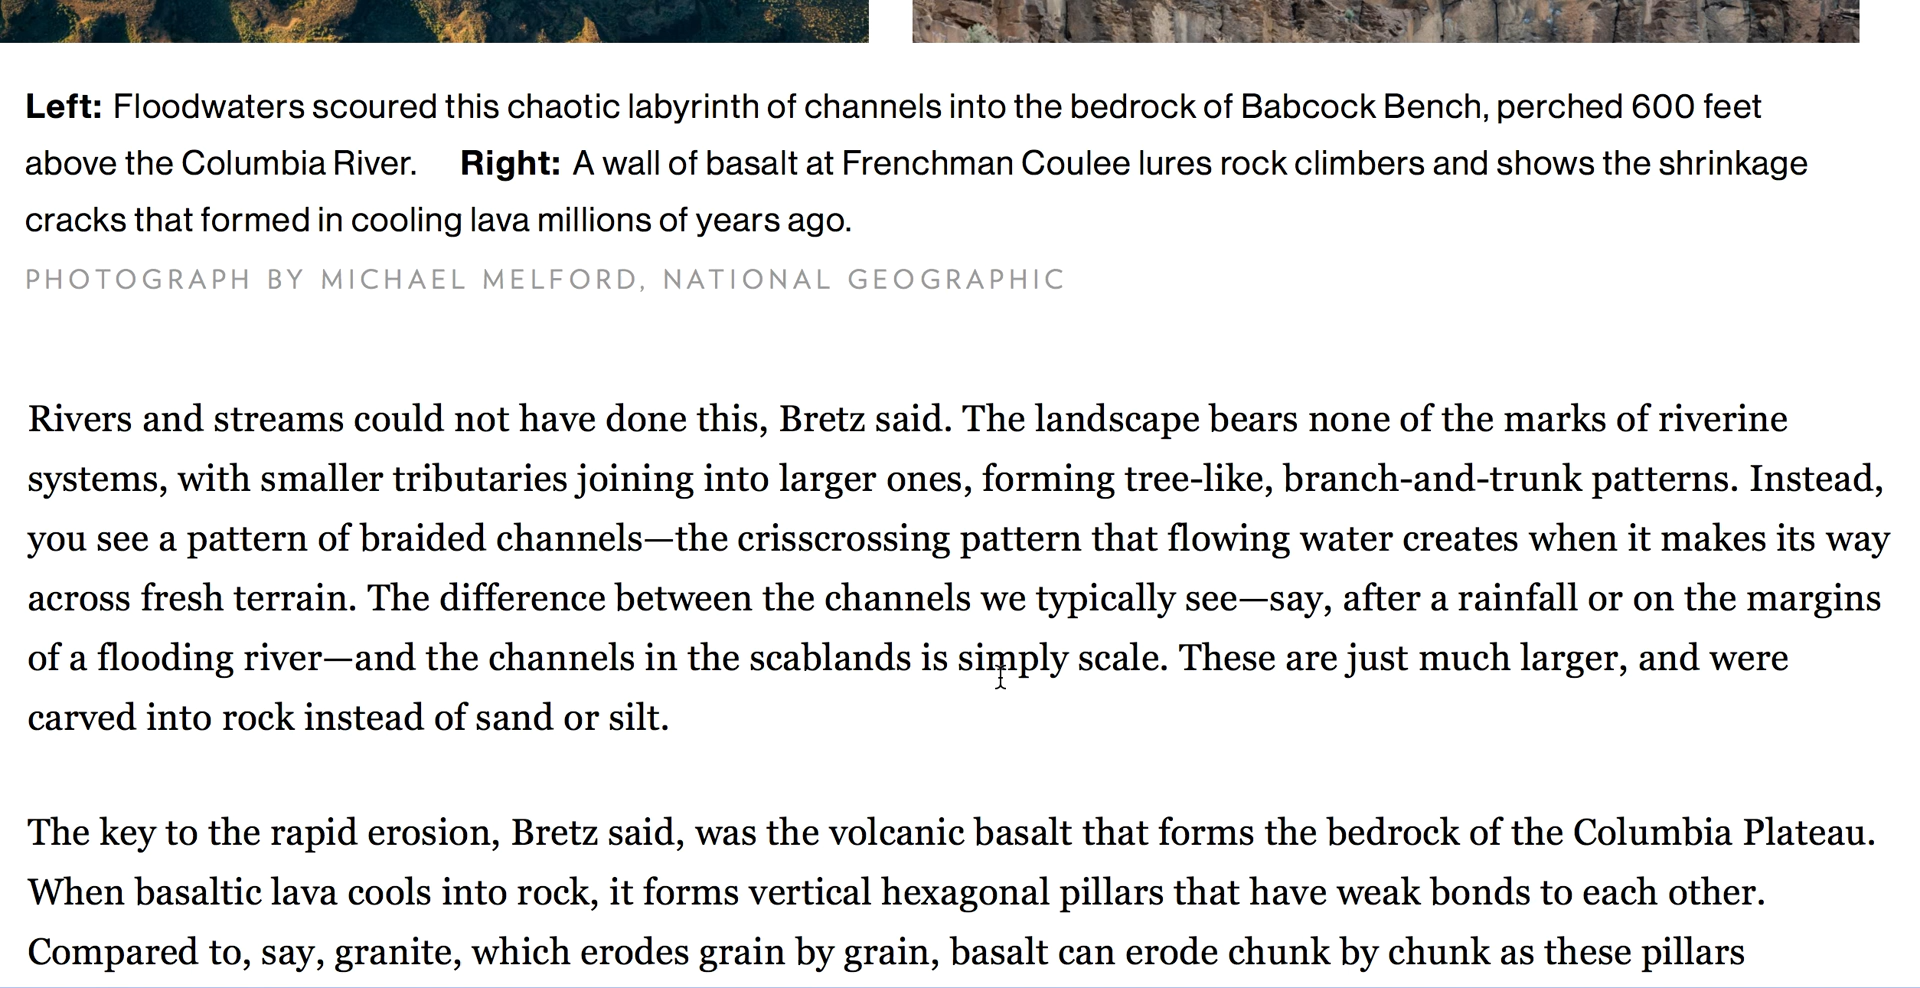 Left: Floodwaters scoured this chaotic labyrinth of channels into the bedrock of Babcock Bench, perched 600 feet
above the Columbia River. Right: A wall of basalt at Frenchman Coulee lures rock climbers and shows the shrinkage
cracks that formed in cooling lava millions of years ago.
PHOTOGRAPH BY MICHAEL MELFORD, NATIONAL GEOGRAPHIC
Rivers and streams could not have done this, Bretz said. The landscape bears none of the marks of riverine
systems, with smaller tributaries joining into larger ones, forming tree-like, branch-and-trunk patterns. Instead,
you see a pattern of braided channels—the crisscrossing pattern that flowing water creates when it makes its way
across fresh terrain. The difference between the channels we typically see—say, after a rainfall or on the margins
of a flooding river—and the channels in the scablands is simply scale. These are just much larger, and were
carved into rock instead of sand or silt.
The key to the rapid erosion, Bretz said, was the volcanic basalt that forms the bedrock of the Columbia Plateau.
When basaltic lava cools into rock, it forms vertical hexagonal pillars that have weak bonds to each other.
Compared to, say, granite, which erodes grain by grain, basalt can erode chunk by chunk as these pillars